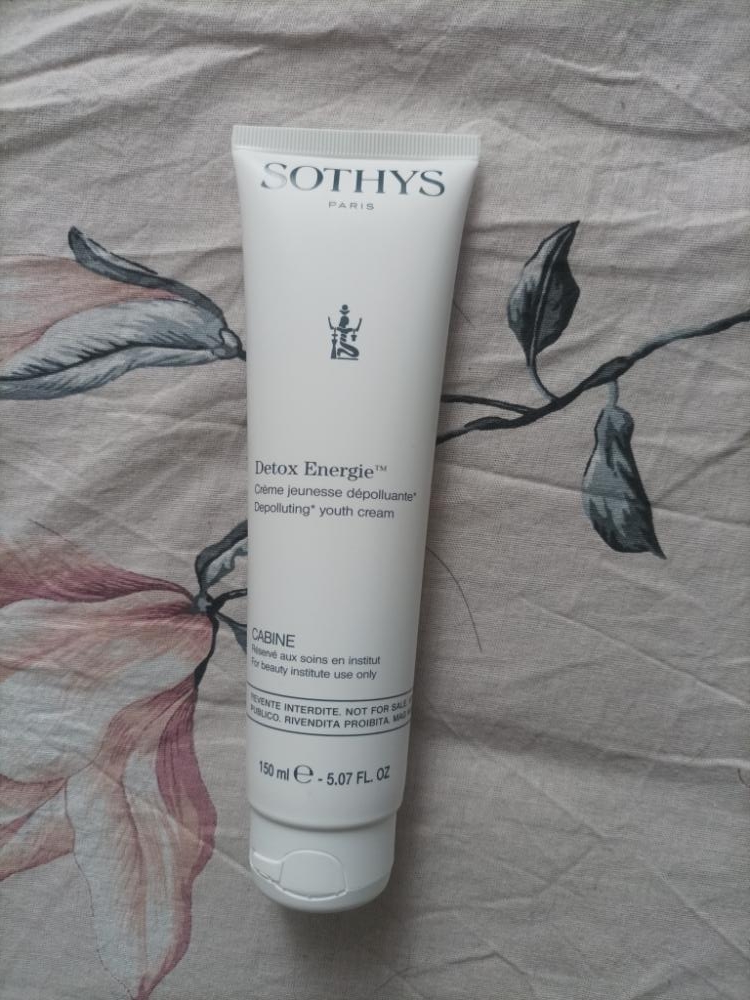 SOTHYS
PARIS
Detox Energie™
Crème jeunesse dépolluante*
Depolluting* youth cream
CABINE
Réservé aux soins en institut
For beauty institute use only
REVENTE INTERDITE. NOT FOR SALE.
PUBLICO. RIVENDITA PROIBITA.
150 ml ℮ - 5.07 FL. OZ